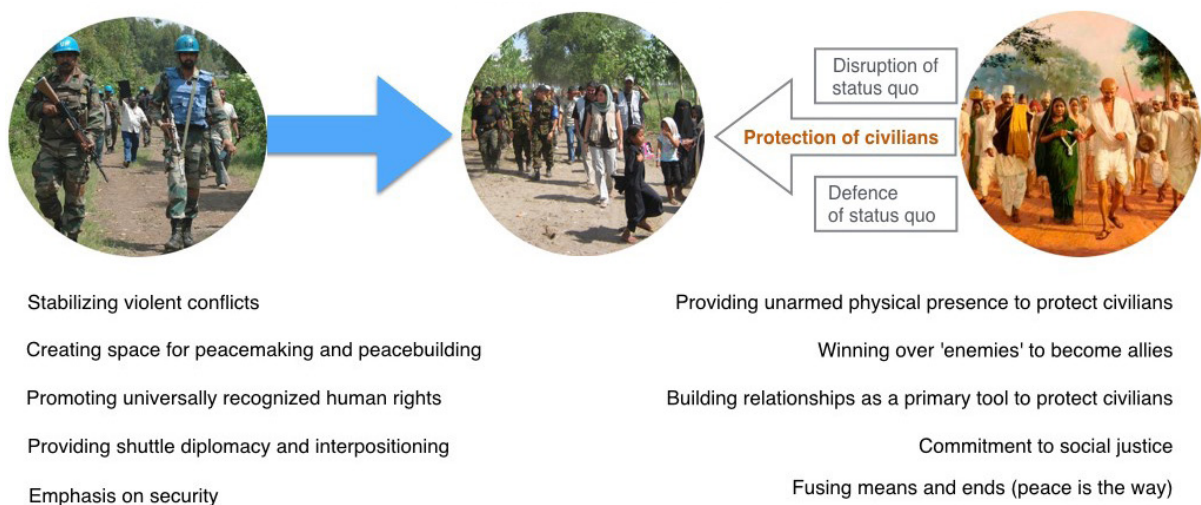 Disruption of
status quo
Protection of civilians
Defence
of status quo
Stabilizing violent conflicts
Creating space for peacemaking and peacebuilding
Promoting universally recognized human rights
Providing shuttle diplomacy and interpositioning
Emphasis on security
Providing unarmed physical presence to protect civilians
Winning over 'enemies' to become allies
Building relationships as a primary tool to protect civilians
Commitment to social justice
Fusing means and ends (peace is the way)